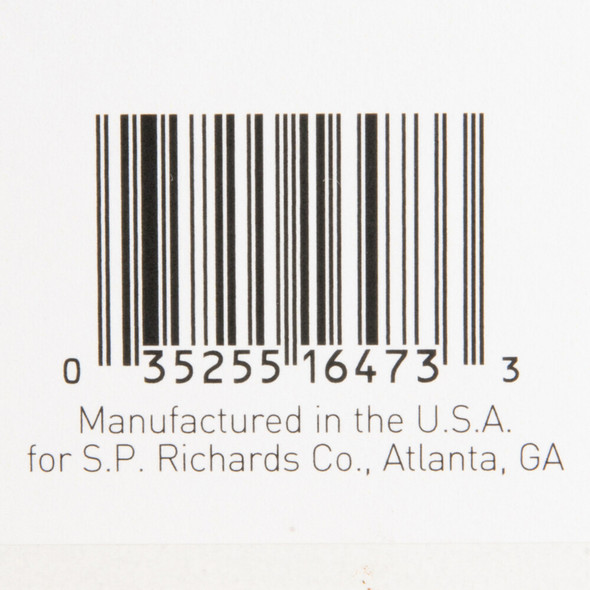 0 35255 16473 3
Manufactured in the U.S.A.
for S.P. Richards Co., Atlanta, GA